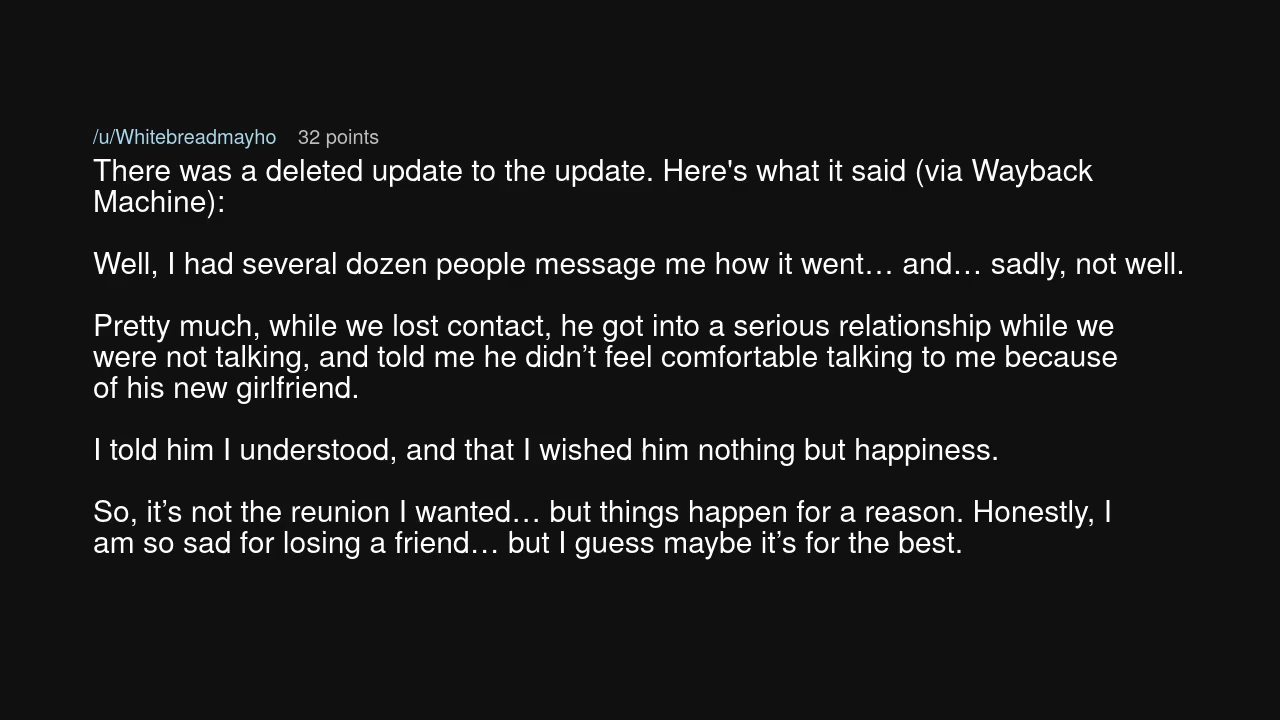 /u/Whitebreadmayho 32 points
There was a deleted update to the update. Here's what it said (via Wayback
Machine):
Well, I had several dozen people message me how it went… and… sadly, not well.
Pretty much, while we lost contact, he got into a serious relationship while we
were not talking, and told me he didn’t feel comfortable talking to me because
of his new girlfriend.
I told him I understood, and that I wished him nothing but happiness.
So, it’s not the reunion I wanted… but things happen for a reason. Honestly, I
am so sad for losing a friend… but I guess maybe it’s for the best.